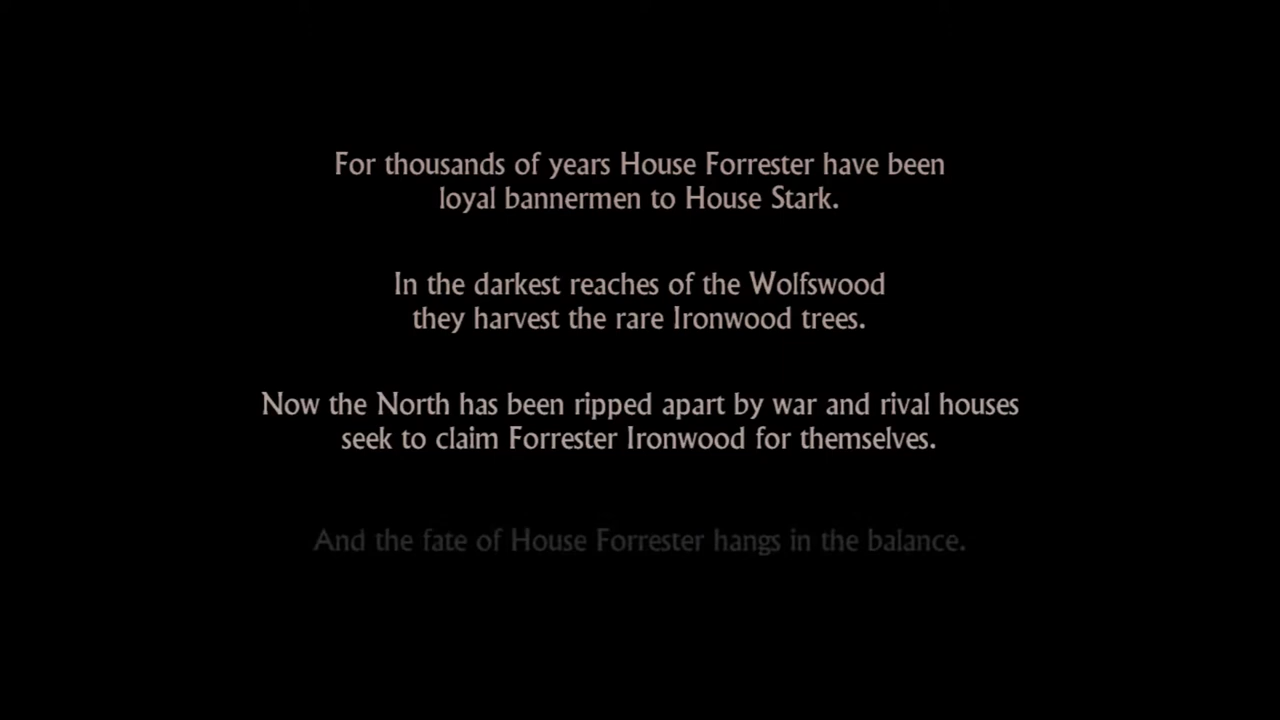 For thousands of years House Forrester have been
loyal bannermen to House Stark.
In the darkest reaches of the Wolfswood
they harvest the rare Ironwood trees.
Now the North has been ripped apart by war and rival houses
seek to claim Forrester Ironwood for themselves.
And the fate of House Forrester hangs in the balance.